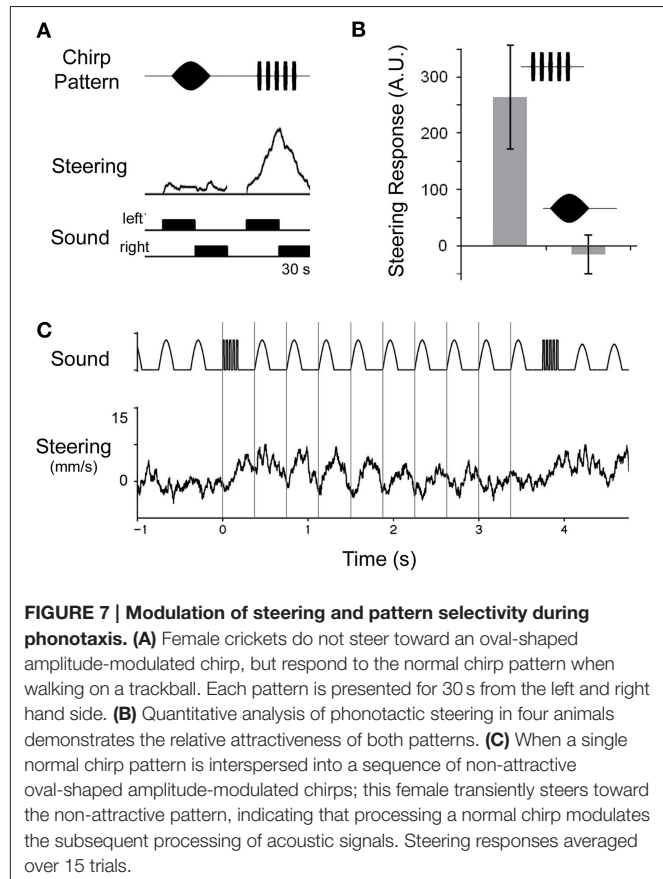 A
Chirp
Pattern
Steering
Sound
left
right
30 s
B
Steering Response (A.U.)
300
200
100
0
C
Sound
Steering
(mm/s)
15
0
-1 0 1 2 3 4
Time (s)
FIGURE 7 | Modulation of steering and pattern selectivity during
phonotaxis. (A) Female crickets do not steer toward an oval-shaped
amplitude-modulated chirp, but respond to the normal chirp pattern when
walking on a trackball. Each pattern is presented for 30 s from the left and right
hand side. (B) Quantitative analysis of phonotactic steering in four animals
demonstrates the relative attractiveness of both patterns. (C) When a single
normal chirp pattern is interspersed into a sequence of non-attractive
oval-shaped amplitude-modulated chirps; this female transiently steers toward
the non-attractive pattern, indicating that processing a normal chirp modulates
the subsequent processing of acoustic signals. Steering responses averaged
over 15 trials.